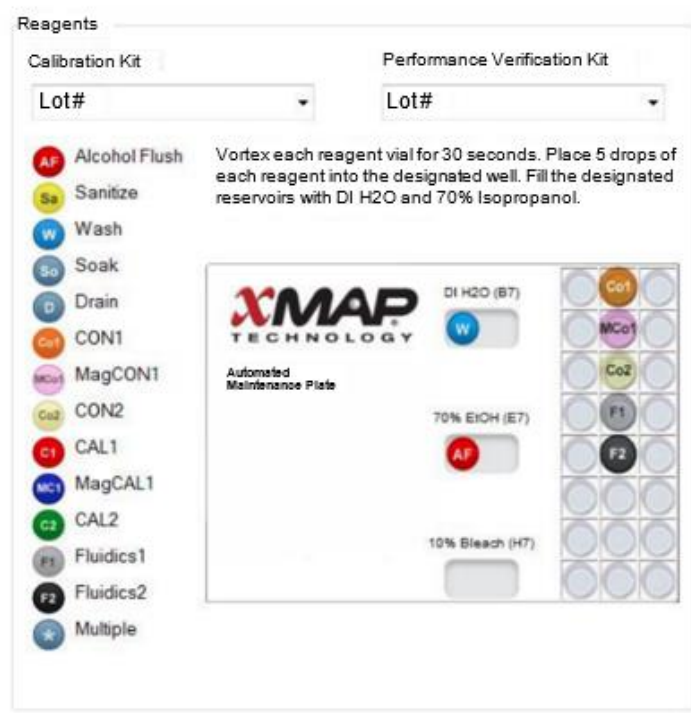 Reagents
Calibration Kit
Performance Verification Kit
Lot#
Lot#
AF Alcohol Flush
Sa Sanitize
W Wash
So Soak
D Drain
Co1 CON1
MCo1 MagCON1
Co2 CON2
C1 CAL1
MC1 MagCAL1
C2 CAL2
F1 Fluidics1
F2 Fluidics2
* Multiple
Vortex each reagent vial for 30 seconds. Place 5 drops of
each reagent into the designated well. Fill the designated
reservoirs with DI H2O and 70% Isopropanol.
XMAP®
TECHNOLOGY
Automated
Maintenance Plate
DI H2O (B7)
W
70% EtOH (E7)
AF
10% Bleach (H7)
Co1
MCo1
Co2
F1
F2